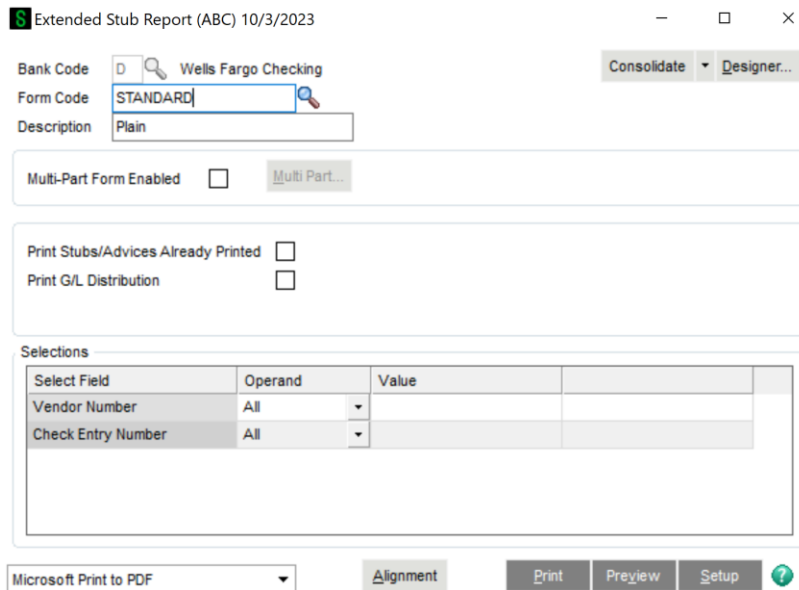 Extended Stub Report (ABC) 10/3/2023
Bank Code D Wells Fargo Checking Consolidate Designer...
Form Code STANDARD
Description Plain
Multi-Part Form Enabled Multi Part...
Print Stubs/Advices Already Printed
Print G/L Distribution
Selections
Select Field Operand Value
Vendor Number All
Check Entry Number All
Microsoft Print to PDF Alignment Print Preview Setup ?